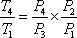 T₄/T₁ = P₄/P₃ × P₂/P₁